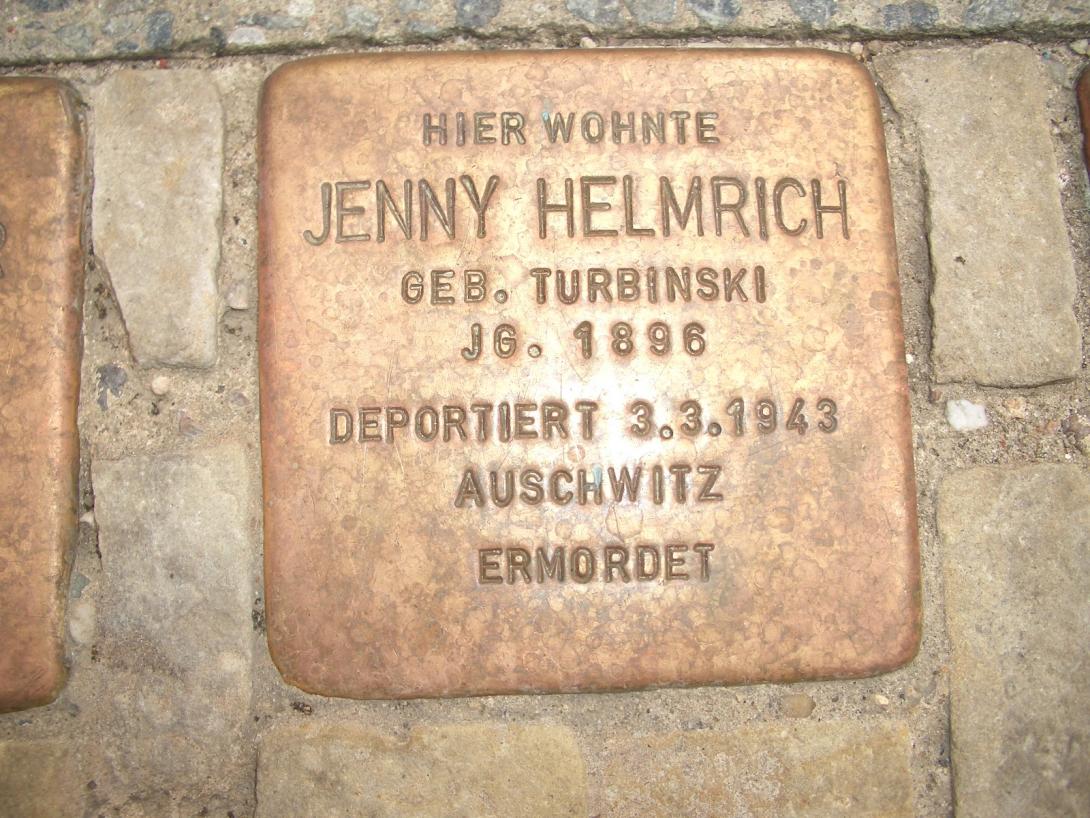 HIER WOHNTE
JENNY HELMRICH
GEB. TURBINSKI
JG. 1896
DEPORTIERT 3.3.1943
AUSCHWITZ
ERMORDET